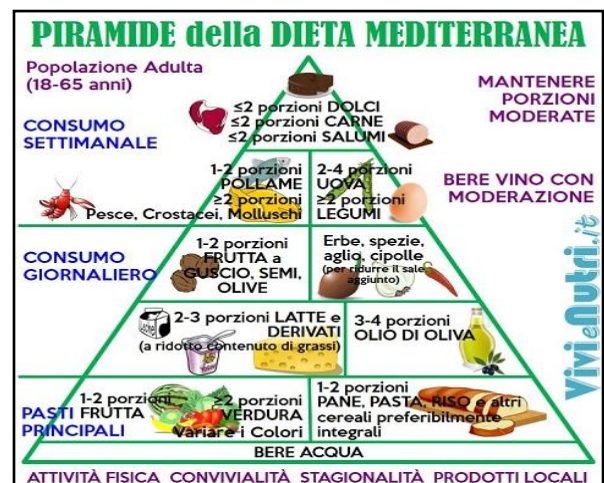 PIRAMIDE della DIETA MEDITERRANEA
Popolazione Adulta
(18-65 anni)
MANTENERE
PORZIONI
MODERATE
CONSUMO
SETTIMANALE
≤2 porzioni DOLCI
≤2 porzioni CARNE
≤2 porzioni SALUMI
1-2 porzioni
POLLAME
≥2 porzioni
Pesce, Crostacei, Molluschi
2-4 porzioni
UOVA
≥2 porzioni
LEGUMI
BERE VINO CON
MODERAZIONE
CONSUMO
GIORNALIERO
1-2 porzioni
FRUTTA a
GUSCIO, SEMI,
OLIVE
Erbe, spezie,
aglio, cipolle
(per ridurre il sale
aggiunto)
2-3 porzioni LATTE e
DERIVATI
(a ridotto contenuto di grassi)
3-4 porzioni
OLIO DI OLIVA
VivieNutri.it
PASTI
PRINCIPALI
1-2 porzioni
FRUTTA
≥2 porzioni
VERDURA
Variare i Colori
1-2 porzioni
PANE, PASTA, RISO e altri
cereali preferibilmente
integrali
BERE ACQUA
ATTIVITÀ FISICA CONVIVIALITÀ STAGIONALITÀ PRODOTTI LOCALI